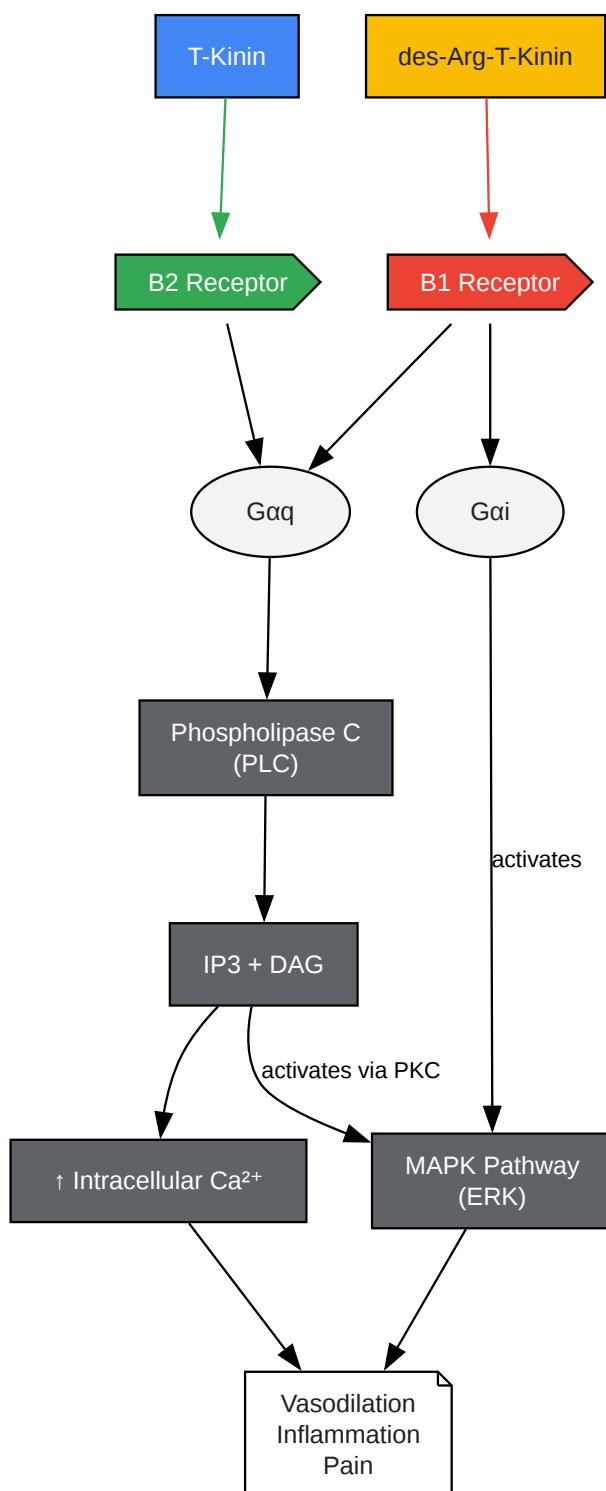 T-Kinin
des-Arg-T-Kinin
B2 Receptor
B1 Receptor
Gαq
Gαi
Phospholipase C
(PLC)
activates
IP3 + DAG
activates via PKC
↑ Intracellular Ca²⁺
MAPK Pathway
(ERK)
Vasodilation
Inflammation
Pain